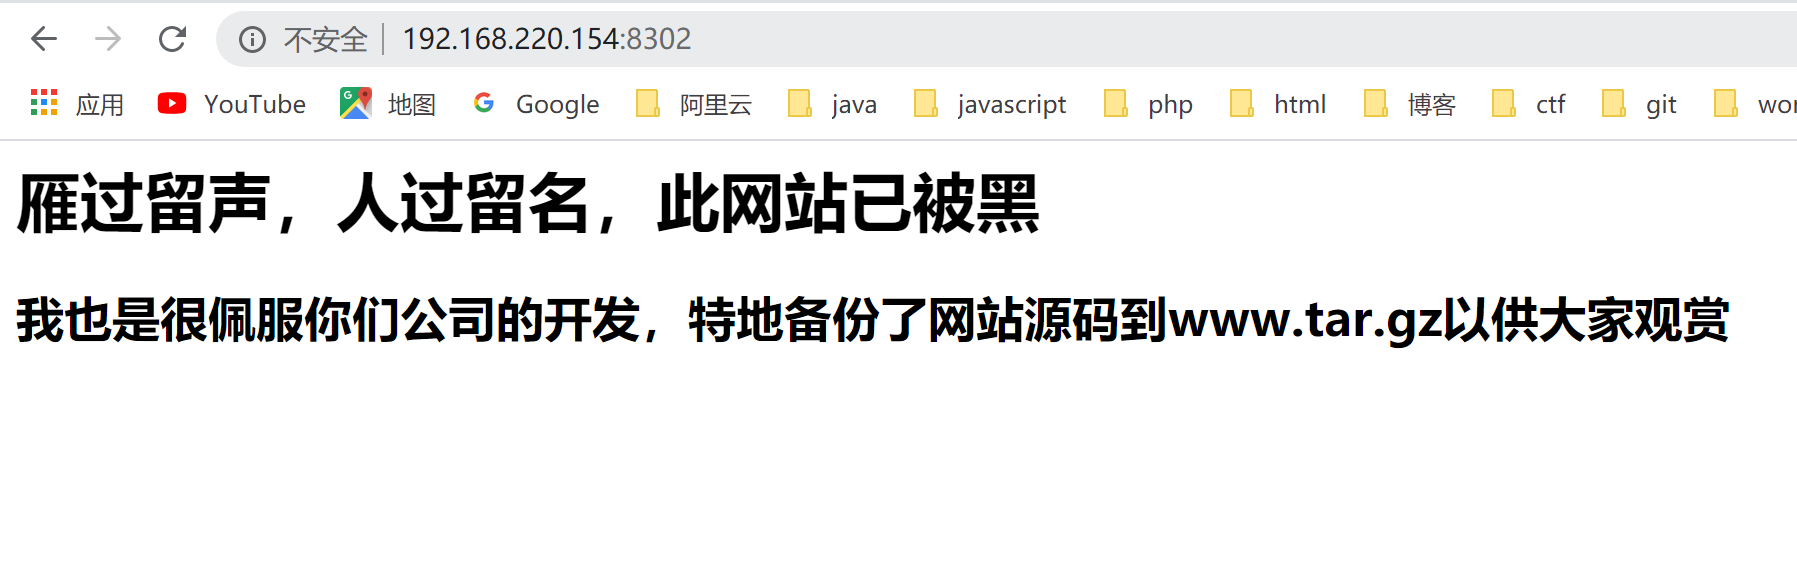 不安全 192.168.220.154:8302
应用 YouTube 地图 Google 阿里云 java javascript php html 博客 ctf git
雁过留声，人过留名，此网站已被黑
我也是很佩服你们公司的开发，特地备份了网站源码到www.tar.gz以供大家观赏